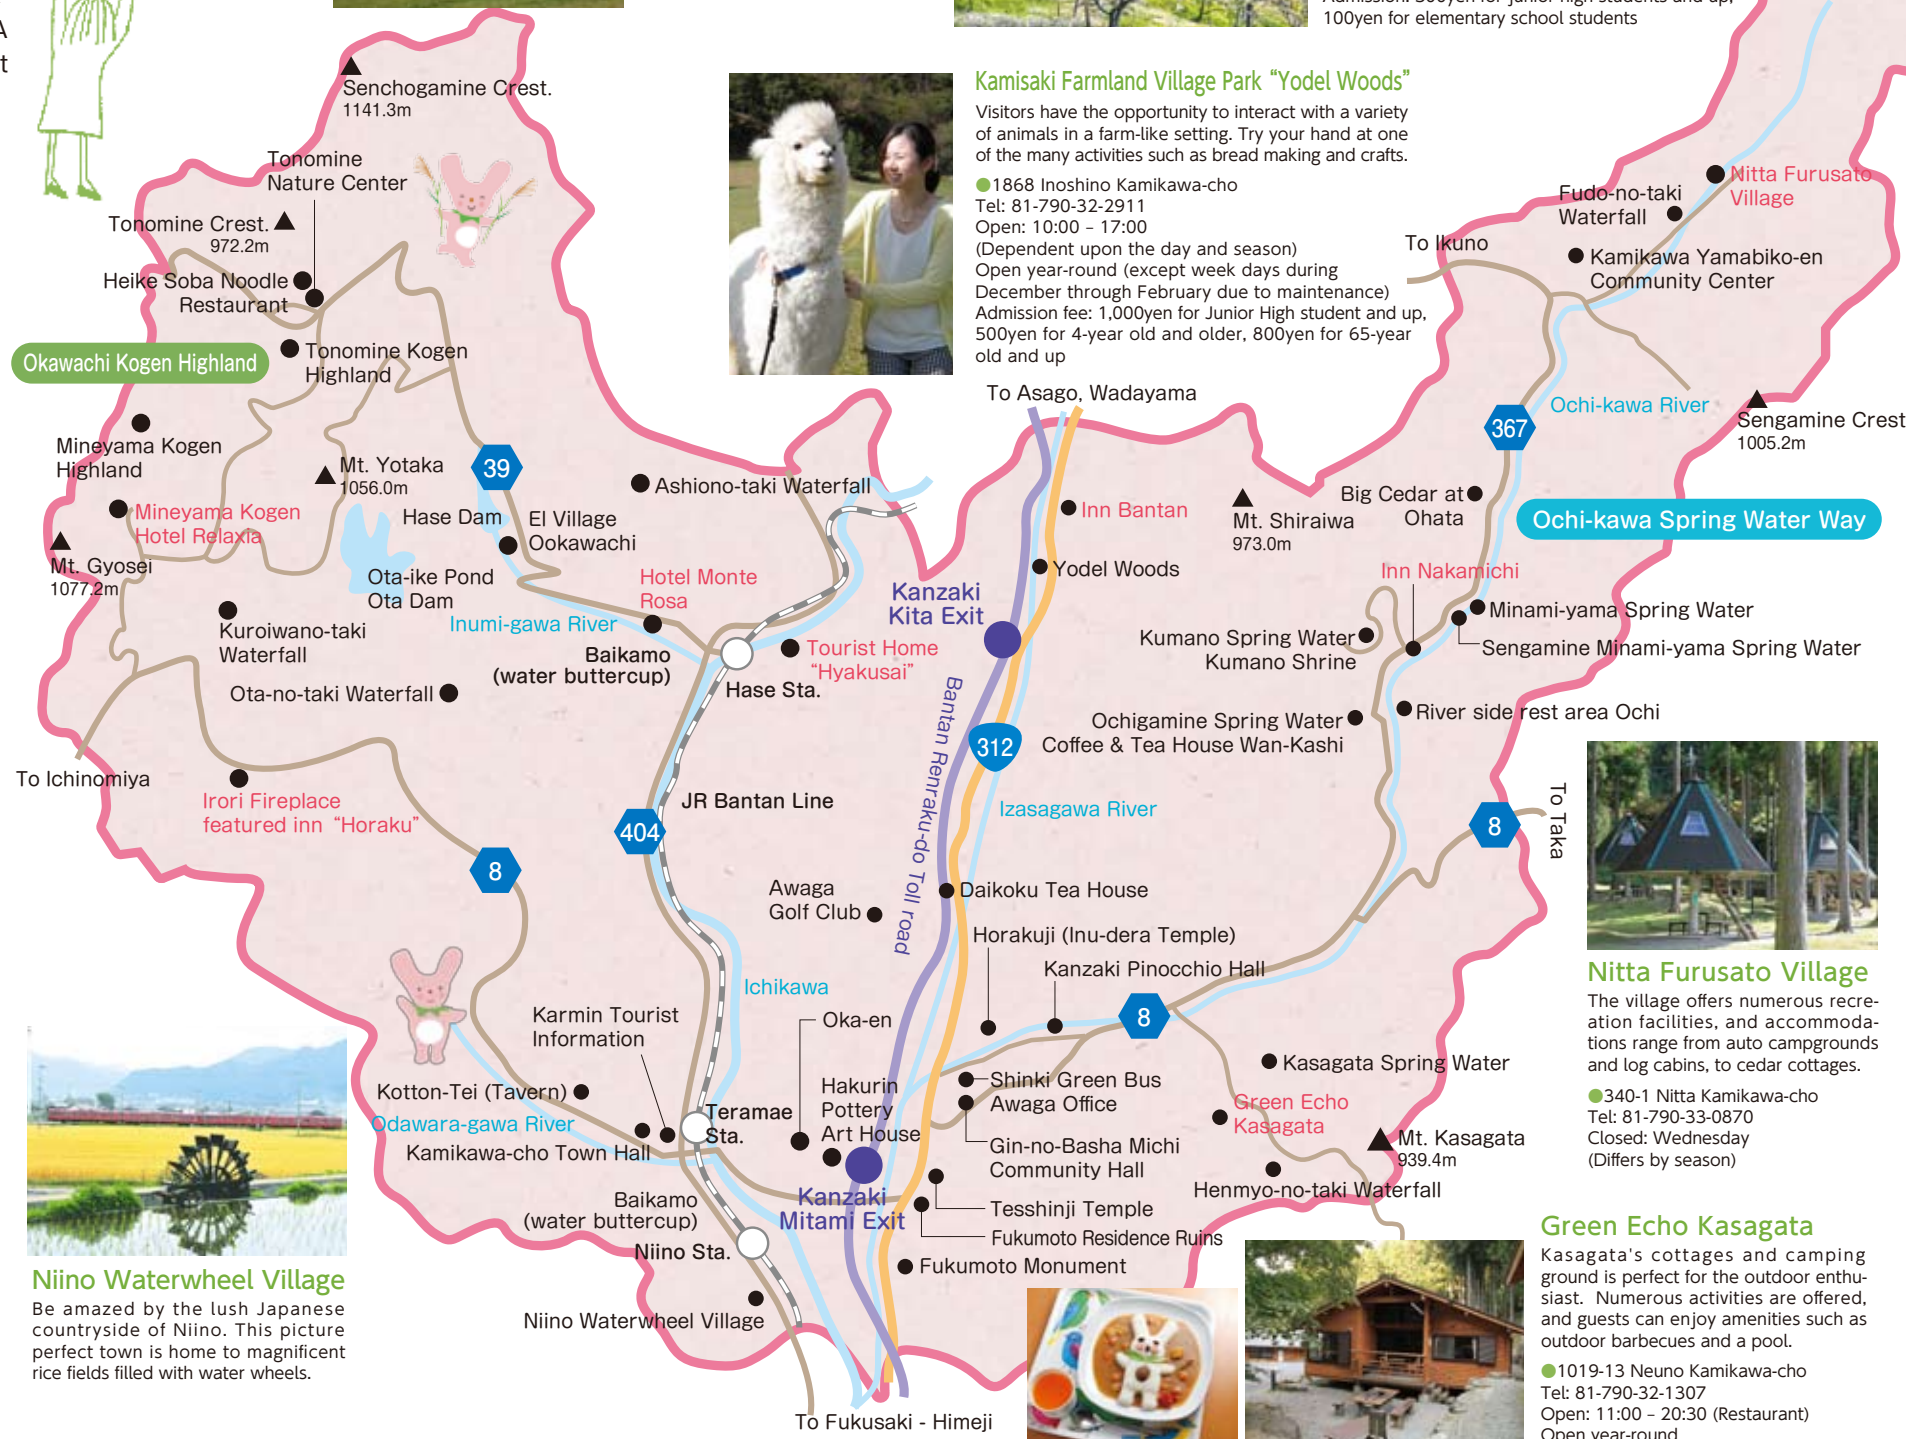 A
t
100yen for elementary school students
Senchogamine Crest.
1141.3m
Tonomine
Nature Center
Tonomine Crest.
972.2m
Heike Soba Noodle
Restaurant
Okawachi Kogen Highland
Tonomine Kogen
Highland
Mineyama Kogen
Highland
Mt. Yotaka
1056.0m
39
Mineyama Kogen
Hotel Relaxia
Mt. Gyosei
1077.2m
Hase Dam
El Village
Ookawachi
Ashiono-taki Waterfall
Ota-ike Pond
Ota Dam
Hotel Monte
Rosa
Inumi-gawa River
Kuroiwano-taki
Waterfall
Baikamo
(water buttercup)
Tourist Home
“Hyakusai”
Hase Sta.
Ota-no-taki Waterfall
To Ichinomiya
Irori Fireplace
featured inn “Horaku”
8
404
JR Bantan Line
Kamisaki Farmland Village Park “Yodel Woods”
Visitors have the opportunity to interact with a variety
of animals in a farm-like setting. Try your hand at one
of the many activities such as bread making and crafts.
●1868 Inoshino Kamikawa-cho
Tel: 81-790-32-2911
Open: 10:00 – 17:00
(Dependent upon the day and season)
Open year-round (except week days during
December through February due to maintenance)
Admission fee: 1,000yen for Junior High student and up,
500yen for 4-year old and older, 800yen for 65-year
old and up
To Asago, Wadayama
Inn Bantan
Yodel Woods
Kanzaki
Kita Exit
Bantan Renraku-do Toll road
312
Izasagawa River
Mt. Shiraiwa
973.0m
To Ikuno
Fudo-no-taki
Waterfall
Nitta Furusato
Village
Kamikawa Yamabiko-en
Community Center
Ochi-kawa River
367
Sengamine Crest
1005.2m
Big Cedar at
Ohata
Ochi-kawa Spring Water Way
Inn Nakamichi
Minami-yama Spring Water
Sengamine Minami-yama Spring Water
Kumano Spring Water
Kumano Shrine
River side rest area Ochi
Ochigamine Spring Water
Coffee & Tea House Wan-Kashi
8
To Taka
Awaga
Golf Club
Daikoku Tea House
Horakuji (Inu-dera Temple)
Kanzaki Pinocchio Hall
8
Ichikawa
Oka-en
Karmin Tourist
Information
Kotton-Tei (Tavern)
Odawara-gawa River
Kamikawa-cho Town Hall
Teramae
Sta.
Hakurin
Pottery
Art House
Kanzaki
Mitami Exit
Baikamo
(water buttercup)
Niino Sta.
Niino Waterwheel Village
Shinki Green Bus
Awaga Office
Gin-no-Basha Michi
Community Hall
Tesshinji Temple
Fukumoto Residence Ruins
Fukumoto Monument
Kasagata Spring Water
Green Echo
Kasagata
Mt. Kasagata
939.4m
Henmyo-no-taki Waterfall
To Fukusaki - Himeji
Niino Waterwheel Village
Be amazed by the lush Japanese
countryside of Niino. This picture
perfect town is home to magnificent
rice fields filled with water wheels.
Nitta Furusato Village
The village offers numerous recre-
ation facilities, and accommoda-
tions range from auto campgrounds
and log cabins, to cedar cottages.
●340-1 Nitta Kamikawa-cho
Tel: 81-790-33-0870
Closed: Wednesday
(Differs by season)
Green Echo Kasagata
Kasagata's cottages and camping
ground is perfect for the outdoor enthu-
siast. Numerous activities are offered,
and guests can enjoy amenities such as
outdoor barbecues and a pool.
●1019-13 Neuno Kamikawa-cho
Tel: 81-790-32-1307
Open: 11:00 – 20:30 (Restaurant)
Open year-round